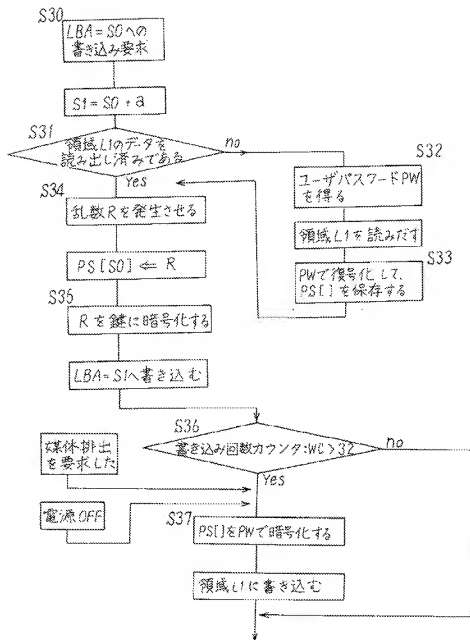 S30
LBA=S0への
書き込み要求
S1=S0+a
S31
領域L1のデータを
読み出し済みである
no
yes
S32
ユーザパスワードPW
を得る
領域L1を読みだす
S33
PWで復号化して、
PS[]を保存する
S34
乱数Rを発生させる
PS[S0]⇐R
S35
Rを鍵に暗号化する
LBA=S1へ書き込む
S36
書き込み回数カウンタ:WC>32
no
yes
媒体排出
を要求した
電源OFF
S37
PS[]をPWで暗号化する
領域L1に書き込む